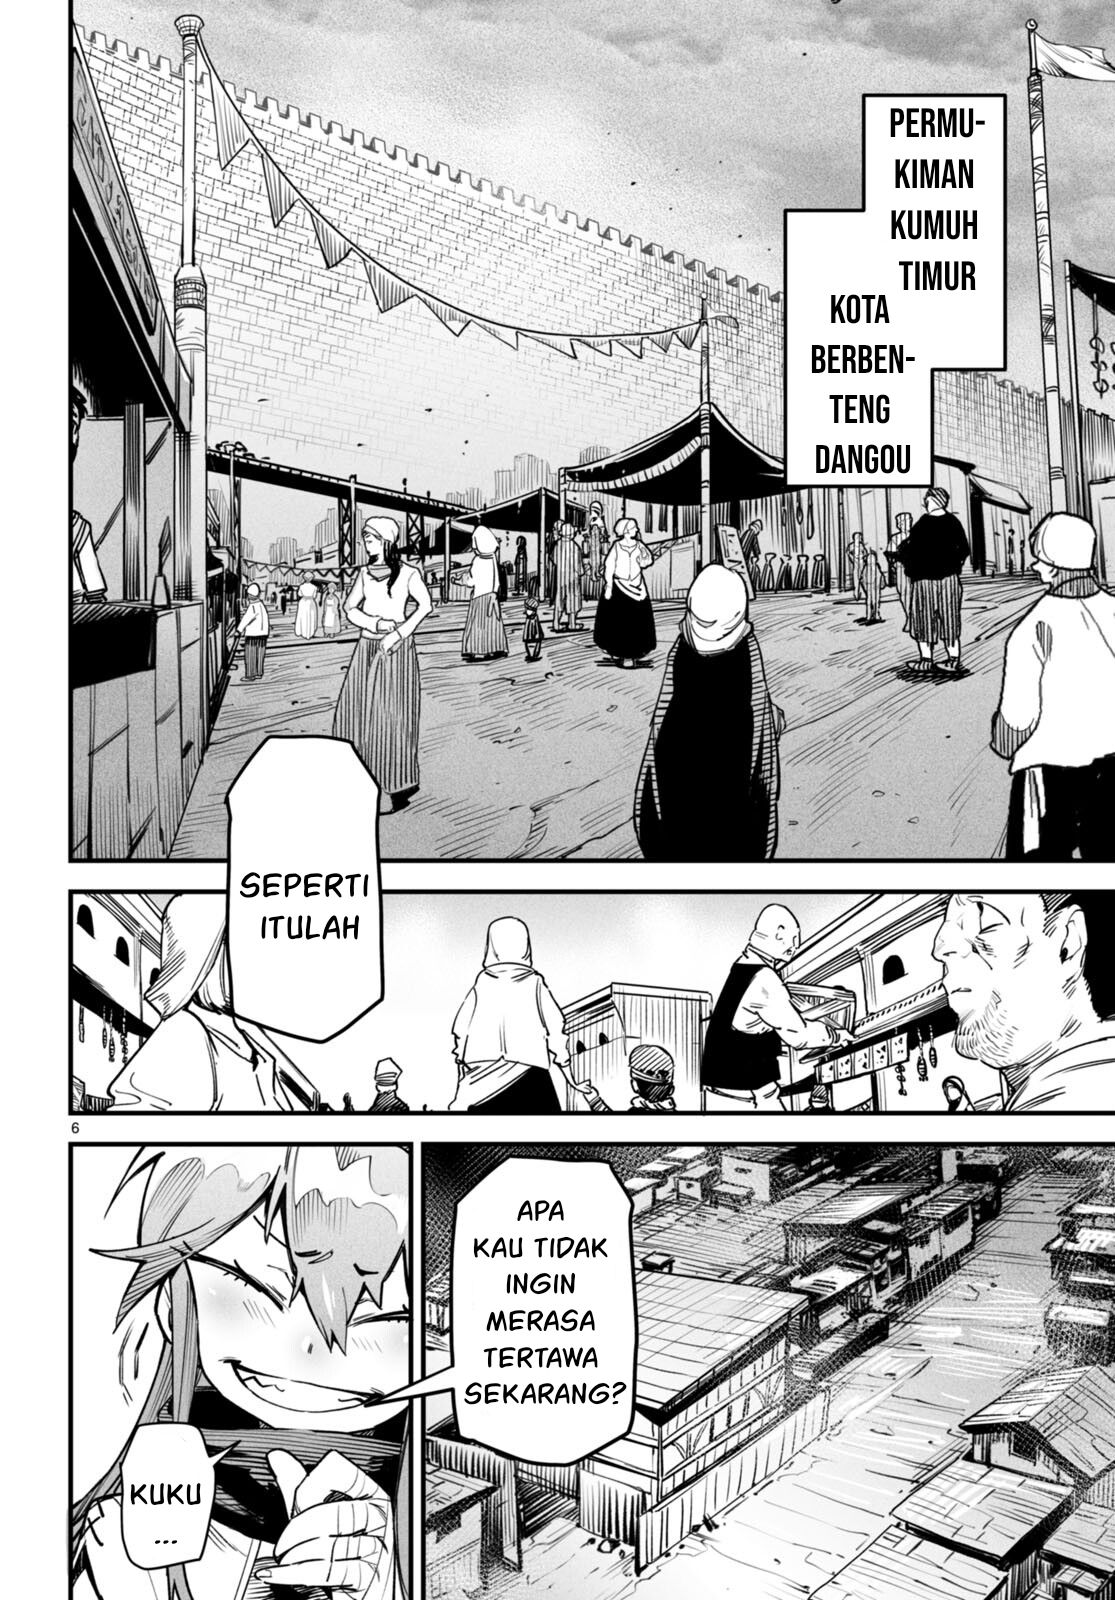 PERMU-
KIMAN
KUMUH
TIMUR
KOTA
BERBEN-
TENG
DANGOU
SEPERTI
ITULAH
6
APA
KAU TIDAK
INGIN
MERASA
TERTAWA
SEKARANG?
KUKU
...